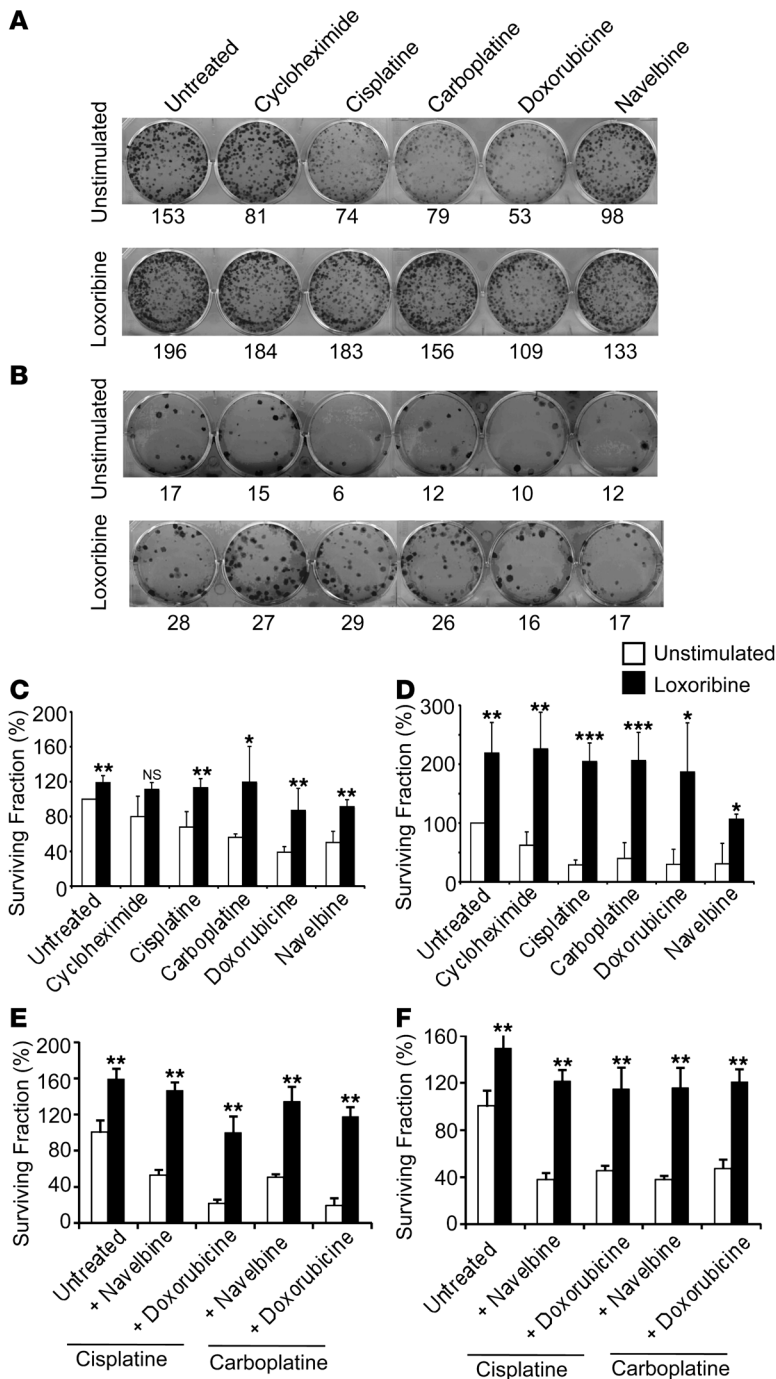 A
Untreated
Cycloheximide
Cisplatine
Carboplatine
Doxorubicine
Navelbine
Unstimulated
153 81 74 79 53 98
Loxoribine
196 184 183 156 109 133
B
Unstimulated
17 15 6 12 10 12
Loxoribine
28 27 29 26 16 17
Unstimulated
Loxoribine
C
Surviving Fraction (%)
200
160
120
80
40
0
** NS ** * ** **
Untreated
Cycloheximide
Cisplatine
Carboplatine
Doxorubicine
Navelbine
D
Surviving Fraction (%)
300
200
100
0
** ** *** *** * *
Untreated
Cycloheximide
Cisplatine
Carboplatine
Doxorubicine
Navelbine
E
Surviving Fraction (%)
200
160
120
80
40
0
** ** ** ** **
Untreated
+ Navelbine
+ Doxorubicine
+ Navelbine
+ Doxorubicine
Cisplatine
Carboplatine
F
Surviving Fraction (%)
160
120
80
40
0
** ** ** ** **
Untreated
+ Navelbine
+ Doxorubicine
+ Navelbine
+ Doxorubicine
Cisplatine
Carboplatine